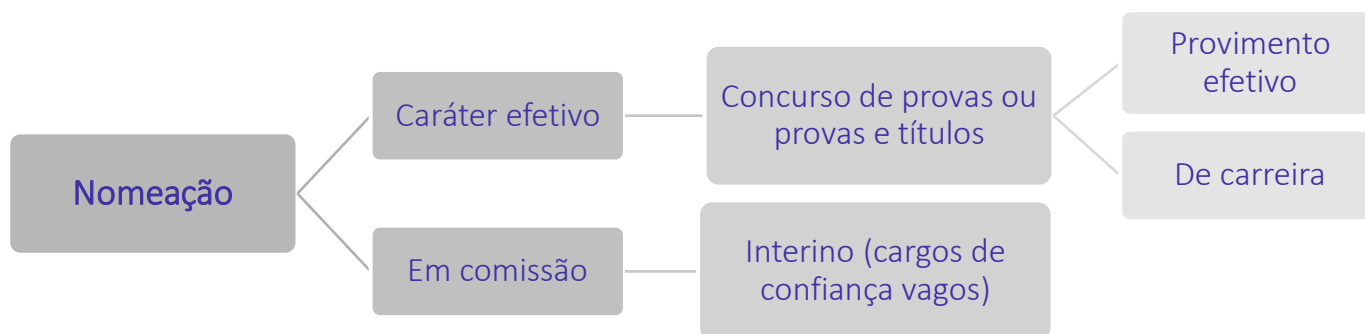 Nomeação
Caráter efetivo
Concurso de provas ou
provas e títulos
Provimento
efetivo
De carreira
Em comissão
Interino (cargos de
confiança vagos)